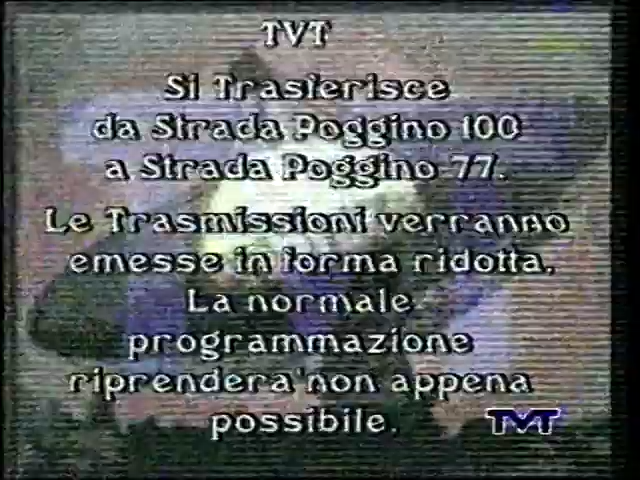 TVT
Si Trasferisce
da Strada Poggino 100
a Strada Poggino 77.
Le Trasmissioni verranno
emesse in forma ridotta.
La normale
programmazione
riprendera' non appena
possibile.
TVT